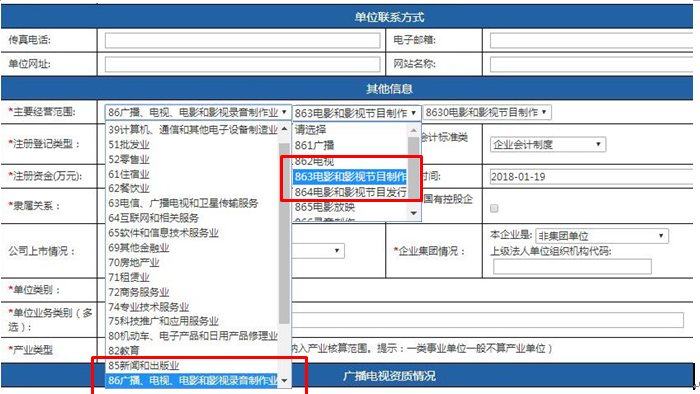 单位联系方式
传真电话:
电子邮箱:
单位网址:
网站名称:
其他信息
*主要经营范围:
86广播、电视、电影和影视录音制作业
863电影和影视节目制作
8630电影和影视节目制作
39计算机、通信和其他电子设备制造业
51批发业
52零售业
61住宿业
62餐饮业
63电信、广播电视和卫星传输服务
64互联网和相关服务
65软件和信息技术服务业
69其他金融业
70房地产业
71租赁业
72商务服务业
74专业技术服务业
75科技推广和应用服务业
80机动车、电子产品和日用产品修理业
82教育
85新闻和出版业
86广播、电视、电影和影视录音制作业
请选择
861广播
862电视
863电影和影视节目制作
864电影和影视节目发行
865电影放映
866录音制作
*注册登记类型:
会计标准类
企业会计制度
*注册资金(万元):
时间:
2018-01-19
*隶属关系:
国有控股企
公司上市情况:
*企业集团情况:
本企业是:
非集团单位
上级法人单位组织机构代码:
*单位类别:
*单位业务类别(多选):
*产业类型
纳入产业核算范围。提示:一类事业单位一般不算产业单位)
广播电视资质情况